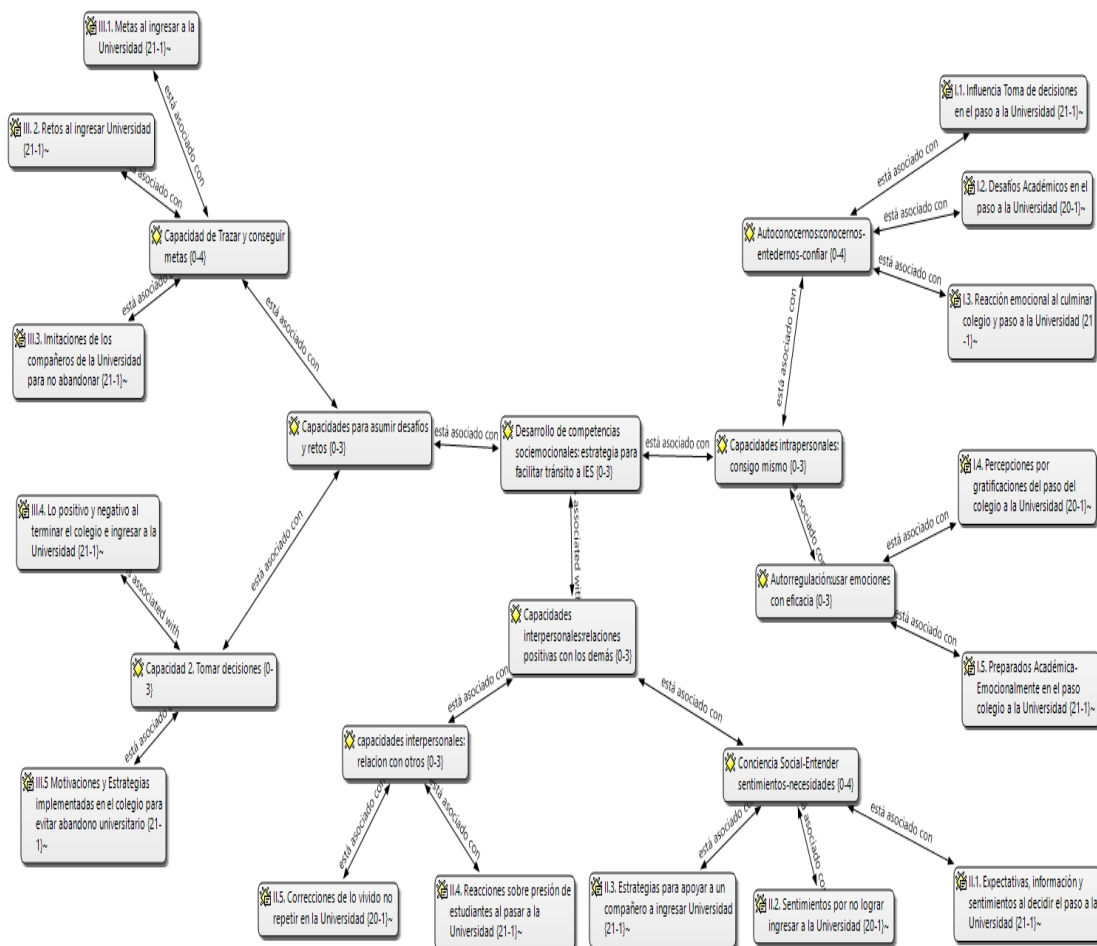 III.1. Metas al ingresar a la
Universidad {21-1}~
está asociado con
III. 2. Retos al ingresar Universidad
{21-1}~
asociado con
Capacidad de Trazar y conseguir
metas {0-4}
está asociado
III.3. Imitaciones de los
compañeros de la Universidad
para no abandonar {21-1}~
está asociado con
Capacidades para asumir desafíos
y retos {0-3}
está asociado con
Desarrollo de competencias
sociemocionales: estrategia para
facilitar tránsito a IES {0-3}
está asociado con
Capacidades intrapersonales:
consigo mismo {0-3}
está asociado con
Autoconocernos:conocernos-
entedernos-confiar {0-4}
está asociado con
I.1. Influencia Toma de decisiones
en el paso a la Universidad {21-1}~
está asociado con
I.2. Desafíos Académicos en el
paso a la Universidad {20-1}~
está asociado con
I.3. Reacción emocional al culminar
colegio y paso a la Universidad {21
-1}~
asociado con
Autorregulación:usar emociones
con eficacia {0-3}
está asociado con
I.4. Percepciones por
gratificaciones del paso del
colegio a la Universidad {20-1}~
está asociado con
I.5. Preparados Académica-
Emocionalmente en el paso
colegio a la Universidad {21-1}~
está asociado con
III.4. Lo positivo y negativo al
terminar el colegio e ingresar a la
Universidad {21-1}~
associated with
Capacidad 2. Tomar decisiones {0-
3}
está asociado
III.5 Motivaciones y Estrategias
implementadas en el colegio para
evitar abandono universitario {21-
1}~
associated with
Capacidades
interpersonales:relaciones
positivas con los demás {0-3}
está asociado con
capacidades interpersonales:
relacion con otros {0-3}
está asociado con
II.5. Correcciones de lo vivido no
repetir en la Universidad {20-1}~
está asociado con
II.4. Reacciones sobre presión de
estudiantes al pasar a la
Universidad {21-1}~
está asociado con
Conciencia Social-Entender
sentimientos-necesidades {0-4}
está asociado con
II.3. Estrategias para apoyar a un
compañero a ingresar Universidad
{21-1}~
asociado con
II.2. Sentimientos por no lograr
ingresar a la Universidad {20-1}~
está asociado con
II.1. Expectativas, información y
sentimientos al decidir el paso a la
Universidad {21-1}~